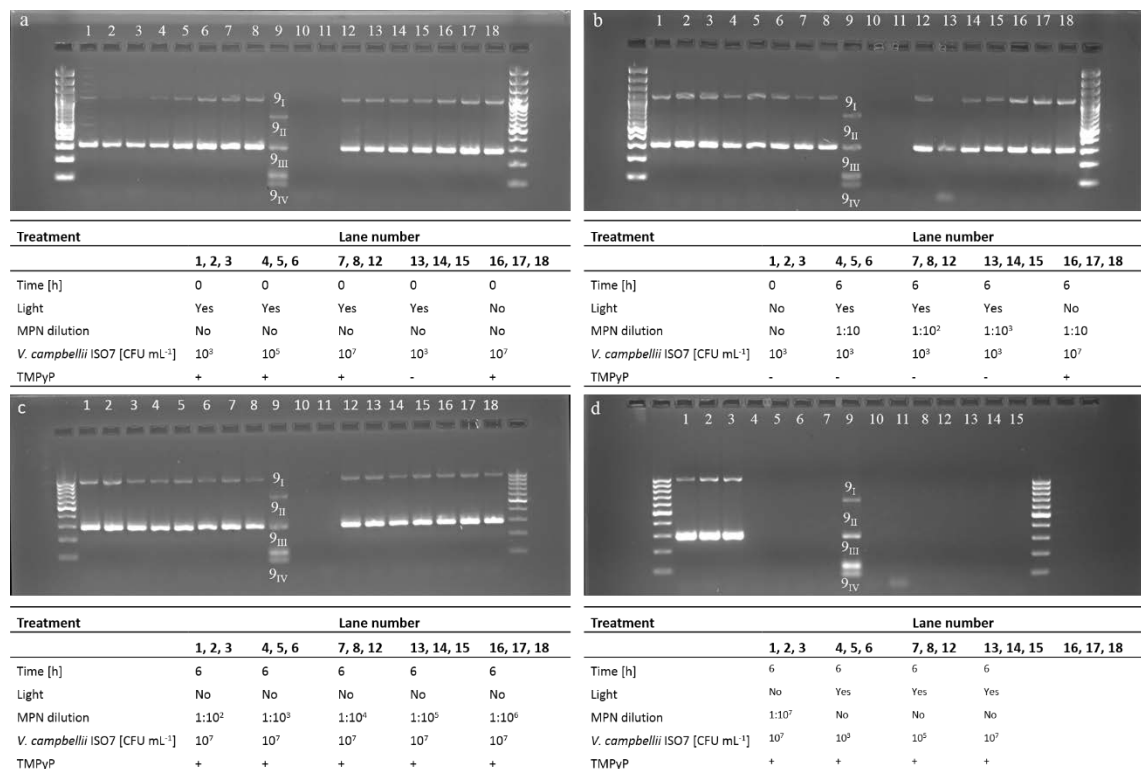 a
1 2 3 4 5 6 7 8 9 10 11 12 13 14 15 16 17 18
9I
9II
9III
9IV
Treatment Lane number
1, 2, 3 4, 5, 6 7, 8, 12 13, 14, 15 16, 17, 18
Time [h] 0 0 0 0 0
Light Yes Yes Yes Yes No
MPN dilution No No No No No
V. campbellii ISO7 [CFU mL⁻¹] 10³ 10⁵ 10⁷ 10³ 10⁷
TMPyP + + + - +
b
1 2 3 4 5 6 7 8 9 10 11 12 13 14 15 16 17 18
9I
9II
9III
9IV
Treatment Lane number
1, 2, 3 4, 5, 6 7, 8, 12 13, 14, 15 16, 17, 18
Time [h] 0 6 6 6 6
Light No Yes Yes Yes No
MPN dilution No 1:10 1:10² 1:10³ 1:10
V. campbellii ISO7 [CFU mL⁻¹] 10³ 10³ 10³ 10³ 10⁷
TMPyP - - - - +
c
1 2 3 4 5 6 7 8 9 10 11 12 13 14 15 16 17 18
9I
9II
9III
9IV
Treatment Lane number
1, 2, 3 4, 5, 6 7, 8, 12 13, 14, 15 16, 17, 18
Time [h] 6 6 6 6 6
Light No No No No No
MPN dilution 1:10² 1:10³ 1:10⁴ 1:10⁵ 1:10⁶
V. campbellii ISO7 [CFU mL⁻¹] 10⁷ 10⁷ 10⁷ 10⁷ 10⁷
TMPyP + + + + +
d
1 2 3 4 5 6 7 9 10 11 8 12 13 14 15
9I
9II
9III
9IV
Treatment Lane number
1, 2, 3 4, 5, 6 7, 8, 12 13, 14, 15 16, 17, 18
Time [h] 6 6 6 6
Light No Yes Yes Yes
MPN dilution 1:10⁷ No No No
V. campbellii ISO7 [CFU mL⁻¹] 10⁷ 10³ 10⁵ 10⁷
TMPyP + + + +